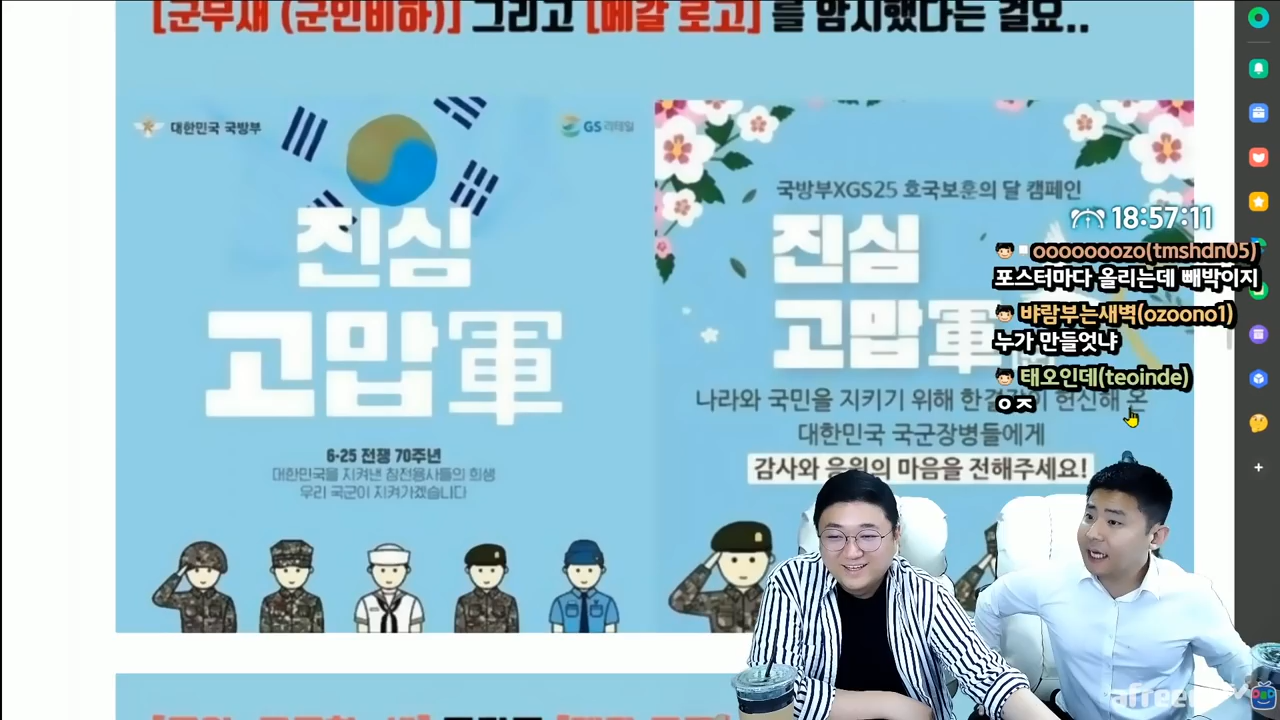 [군무새 (군인비하)] 그리고 [메갈 로고] 를 암시했다는 걸요..
대한민국 국방부
GS리테일
진심
고맙軍
6·25 전쟁 70주년
대한민국을 지켜낸 참전용사들의 희생
우리 국군이 지켜가겠습니다
국방부XGS25 호국보훈의 달 캠페인
진심
고맙軍
나라와 국민을 지키기 위해 헌신해 온
대한민국 국군장병들에게
감사와 응원의 마음을 전해주세요!
18:57:11
ooooooozo(tmshdn05)
포스터마다 올리는데 빼박이지
뱌람부는새벽(ozoono1)
누가 만들엇냐
태오인데(teoinde)
ㅇㅈ